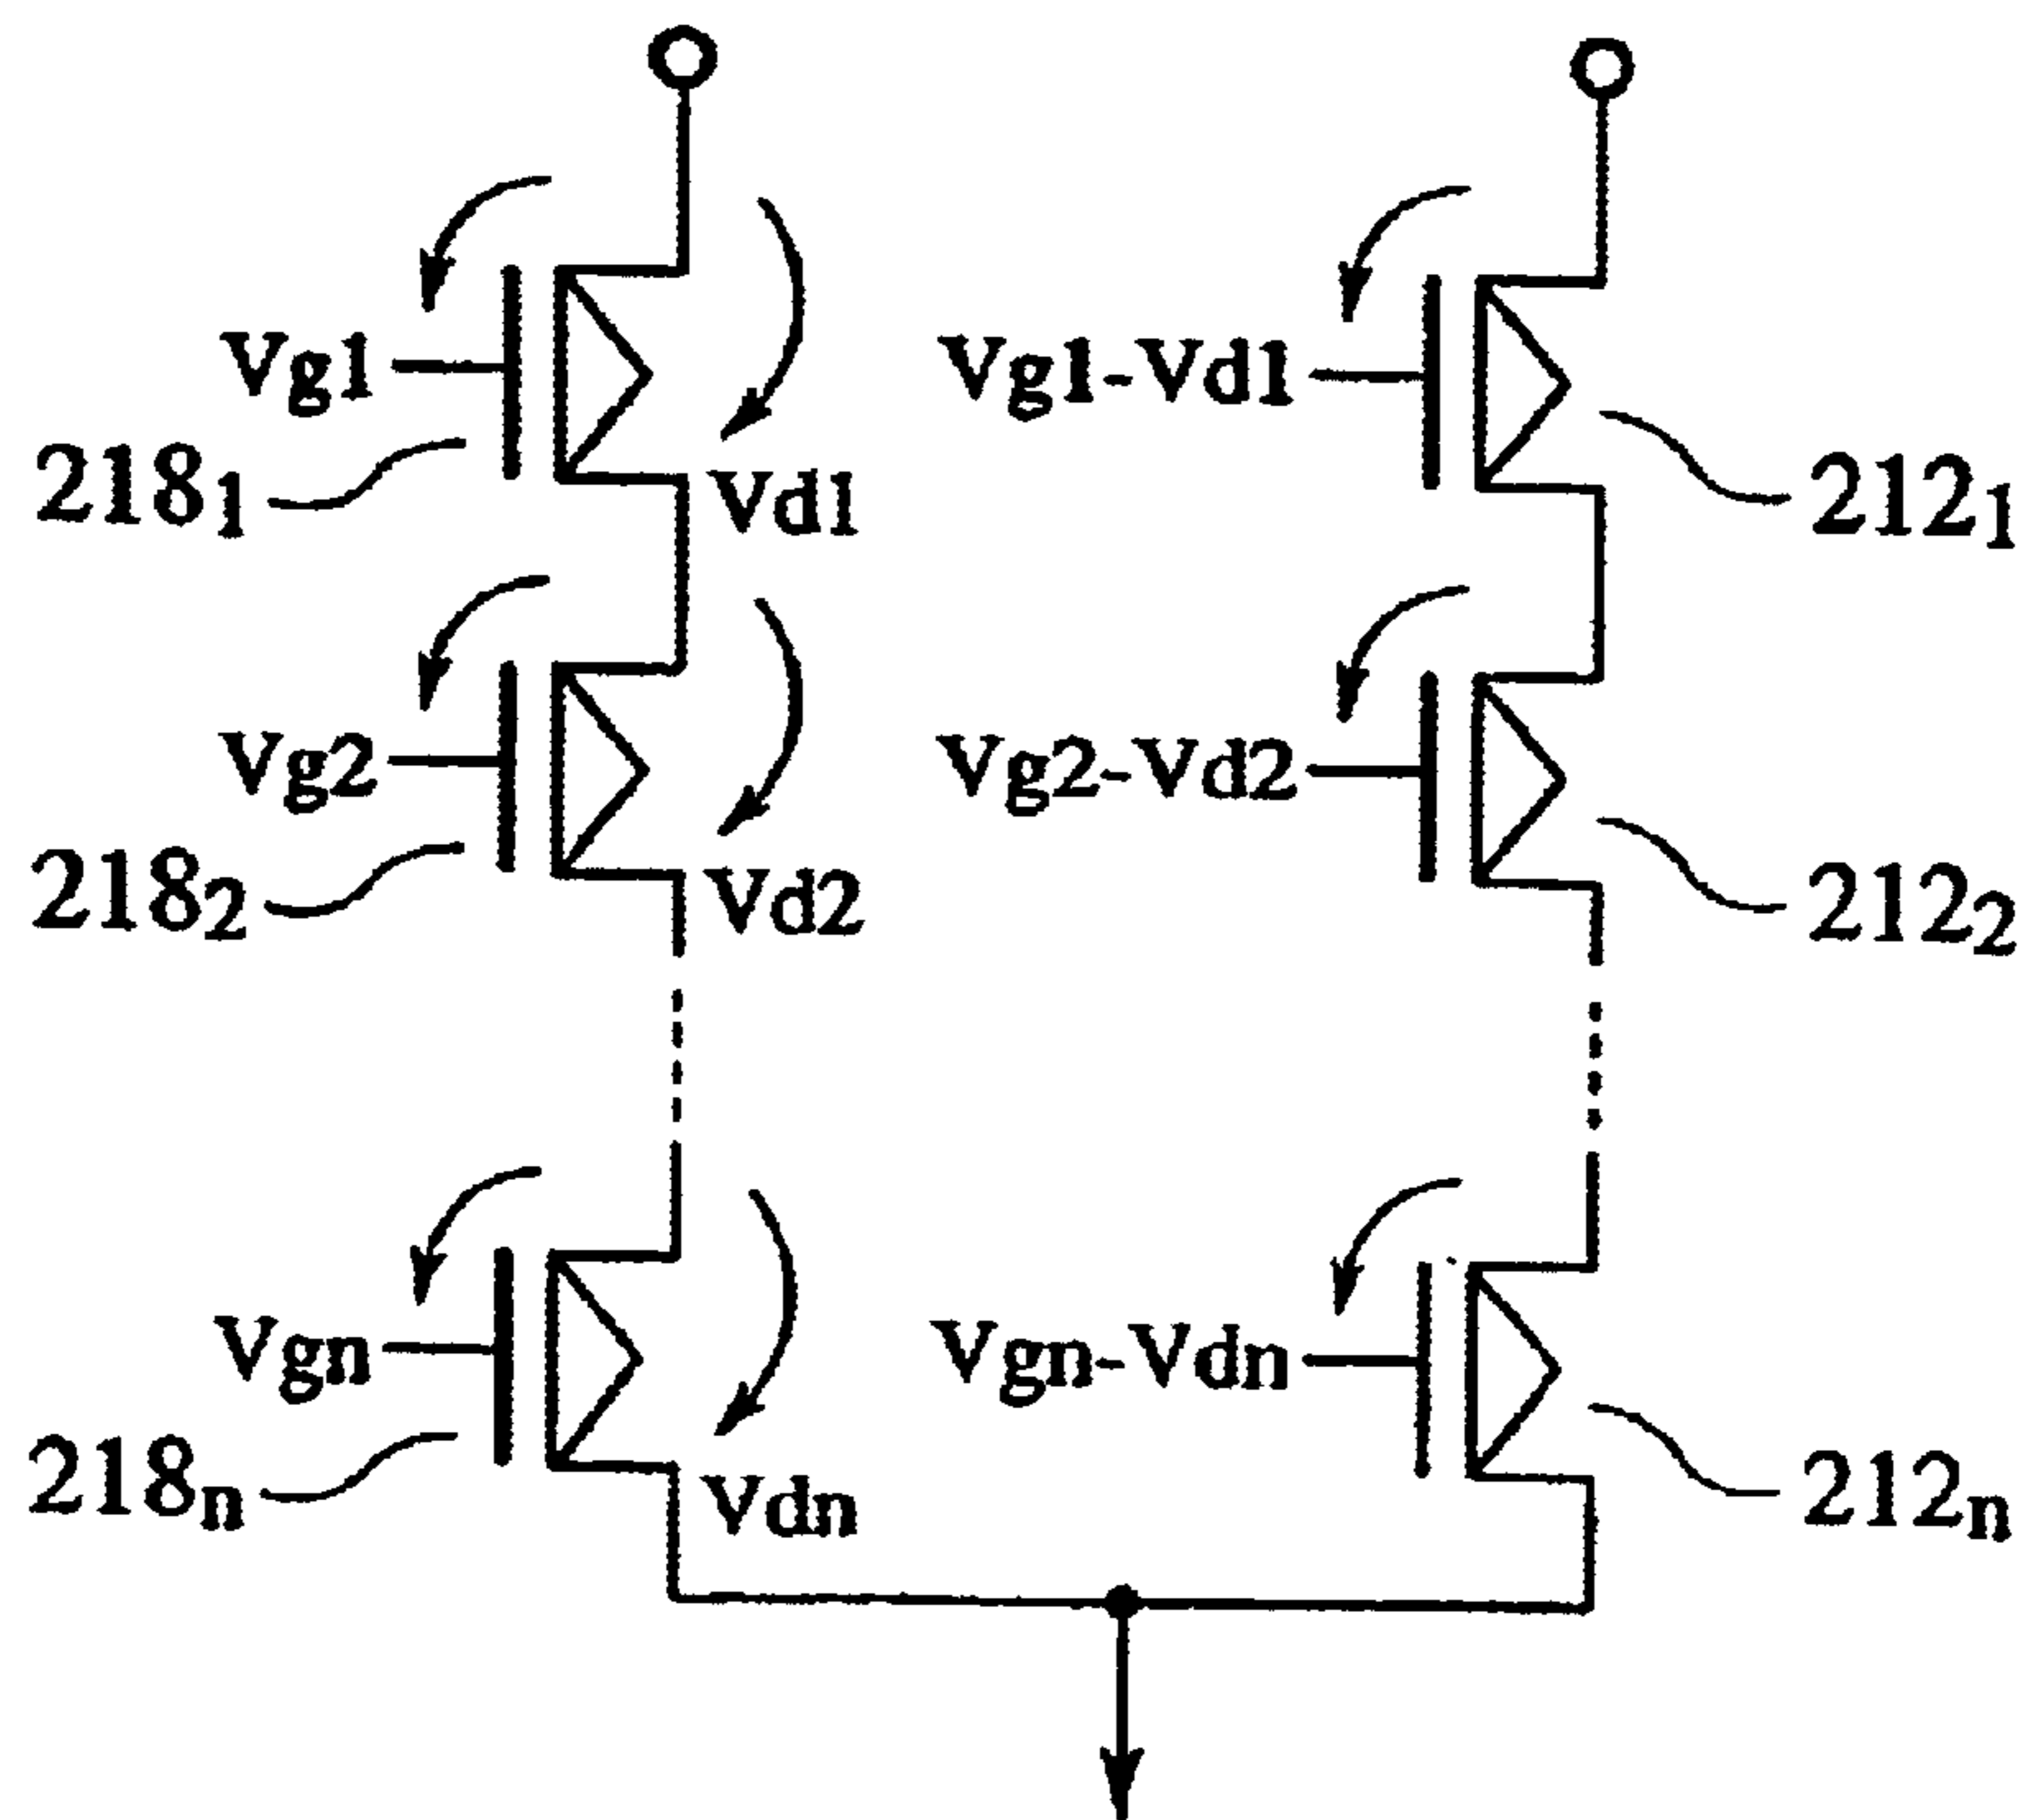 Vg1
Vg1-Vd1
218₁
Vd1
212₁
Vg2
Vg2-Vd2
218₂
Vd2
212₂
Vgn
Vgn-Vdn
218ₙ
Vdn
212ₙ